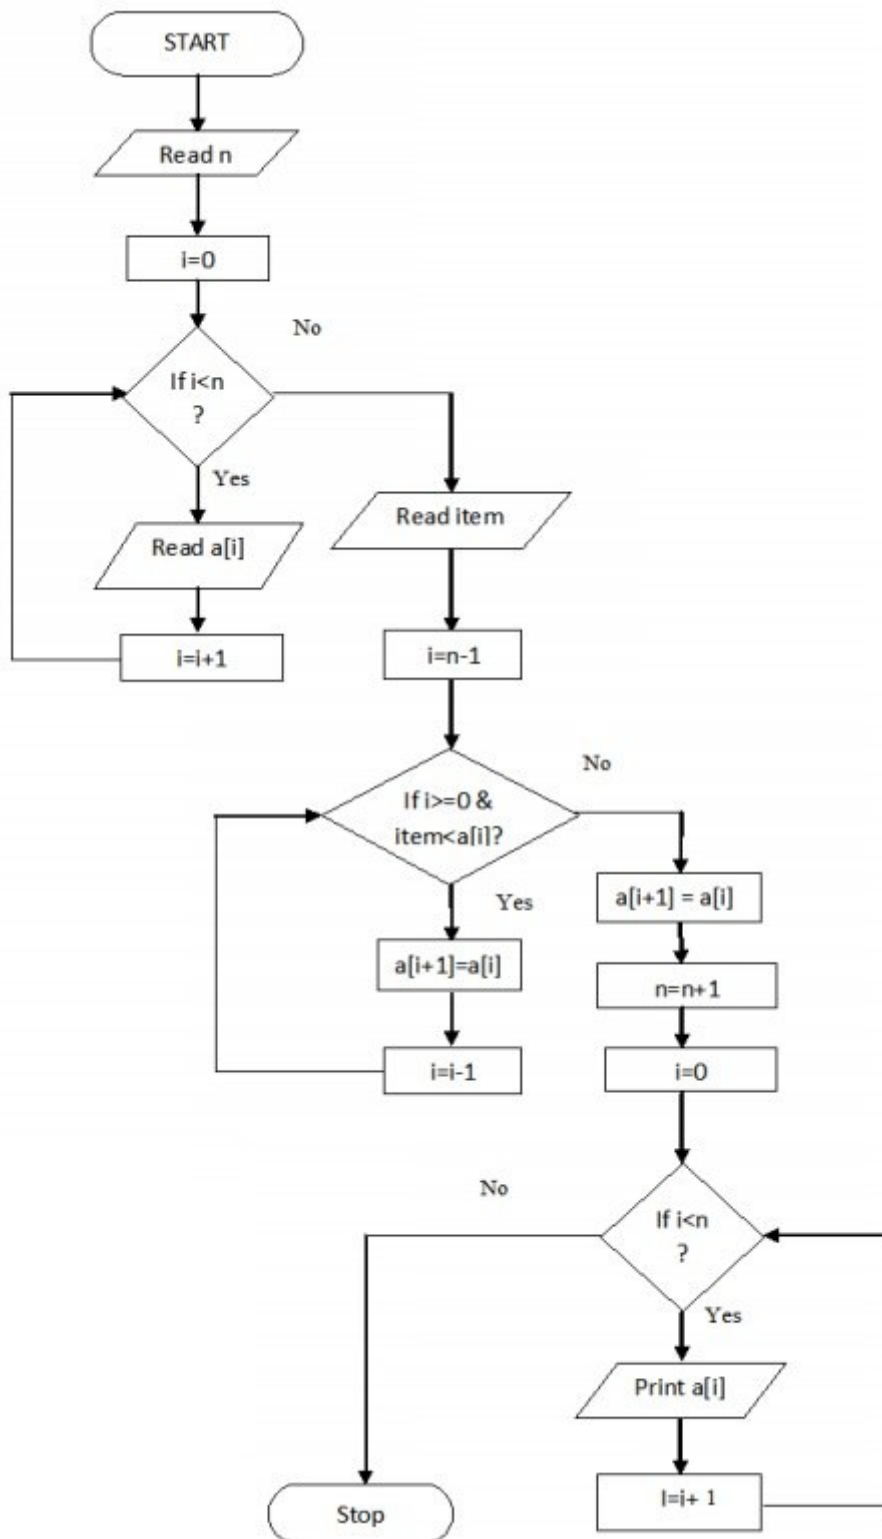 START
Read n
i=0
No
If i<n
?
Yes
Read a[i]
i=i+1
Read item
i=n-1
No
If i>=0 &
item<a[i]?
Yes
a[i+1]=a[i]
i=i-1
a[i+1] = a[i]
n=n+1
i=0
No
If i<n
?
Yes
Print a[i]
I=i+ 1
Stop